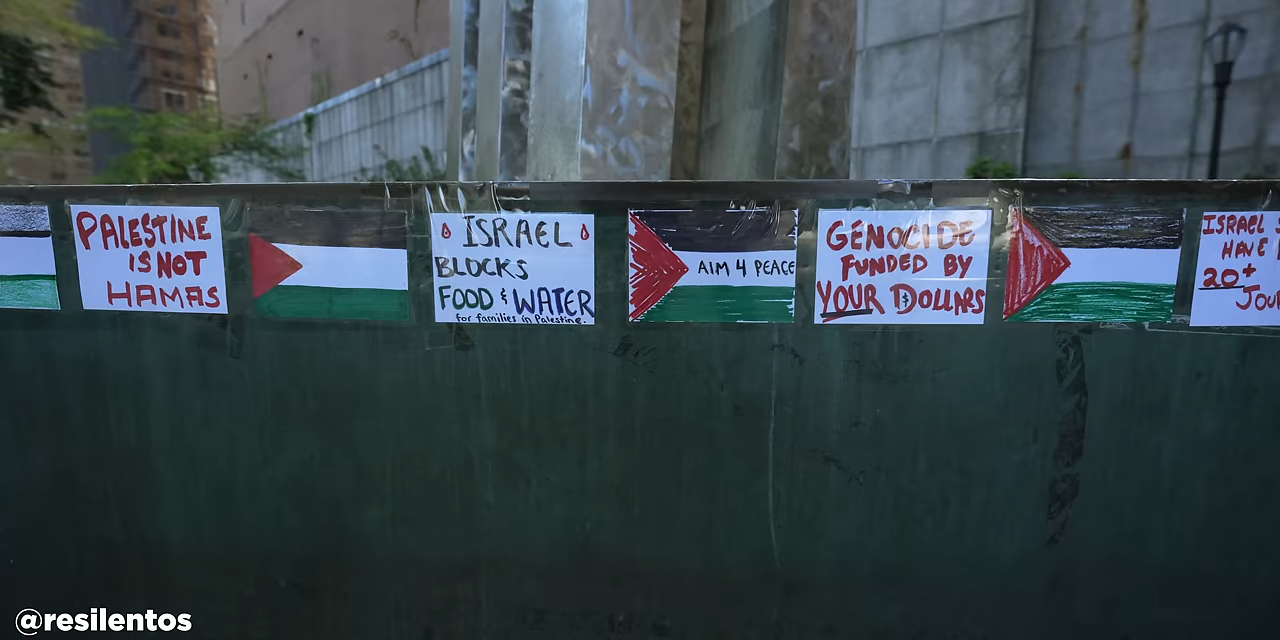 PALESTINE
IS NOT
HAMAS
ISRAEL
BLOCKS
FOOD & WATER
for families in Palestine.
AIM 4 PEACE
GENOCIDE
FUNDED BY
YOUR DOLLARS
ISRAEL
HAVE
20+
JOU
@resilentos